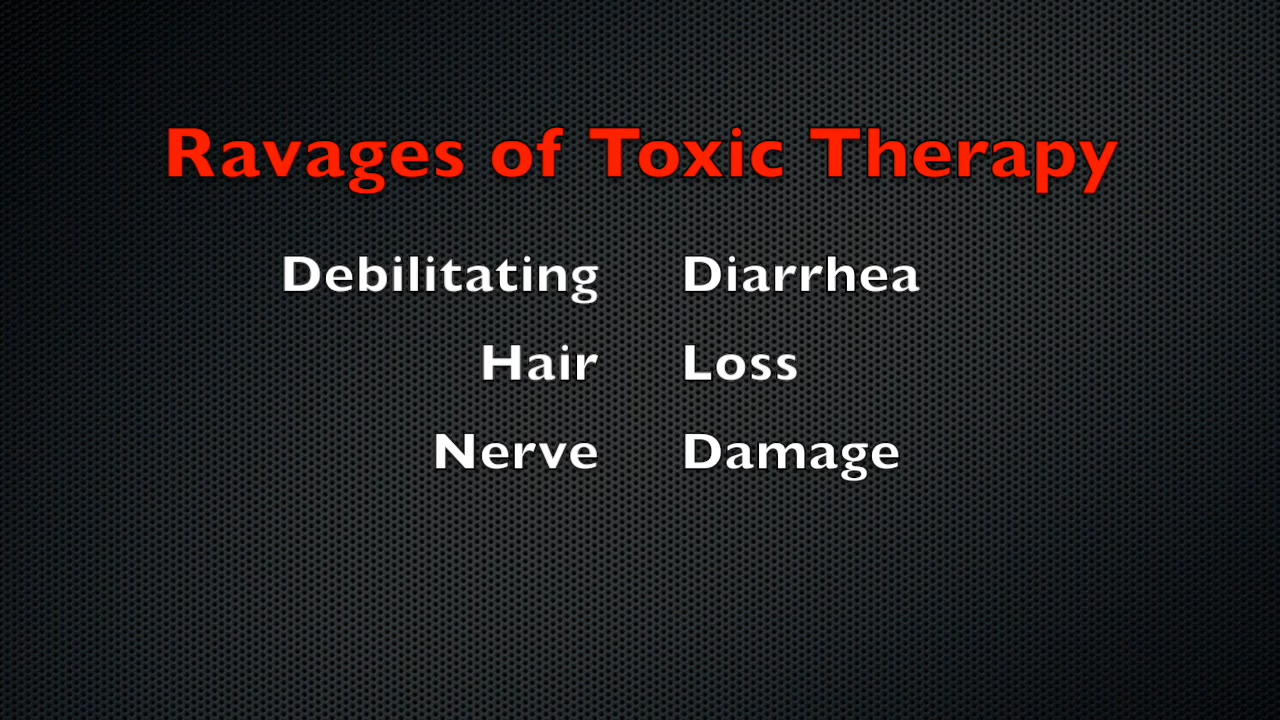 Ravages of Toxic Therapy
Debilitating Diarrhea
Hair Loss
Nerve Damage